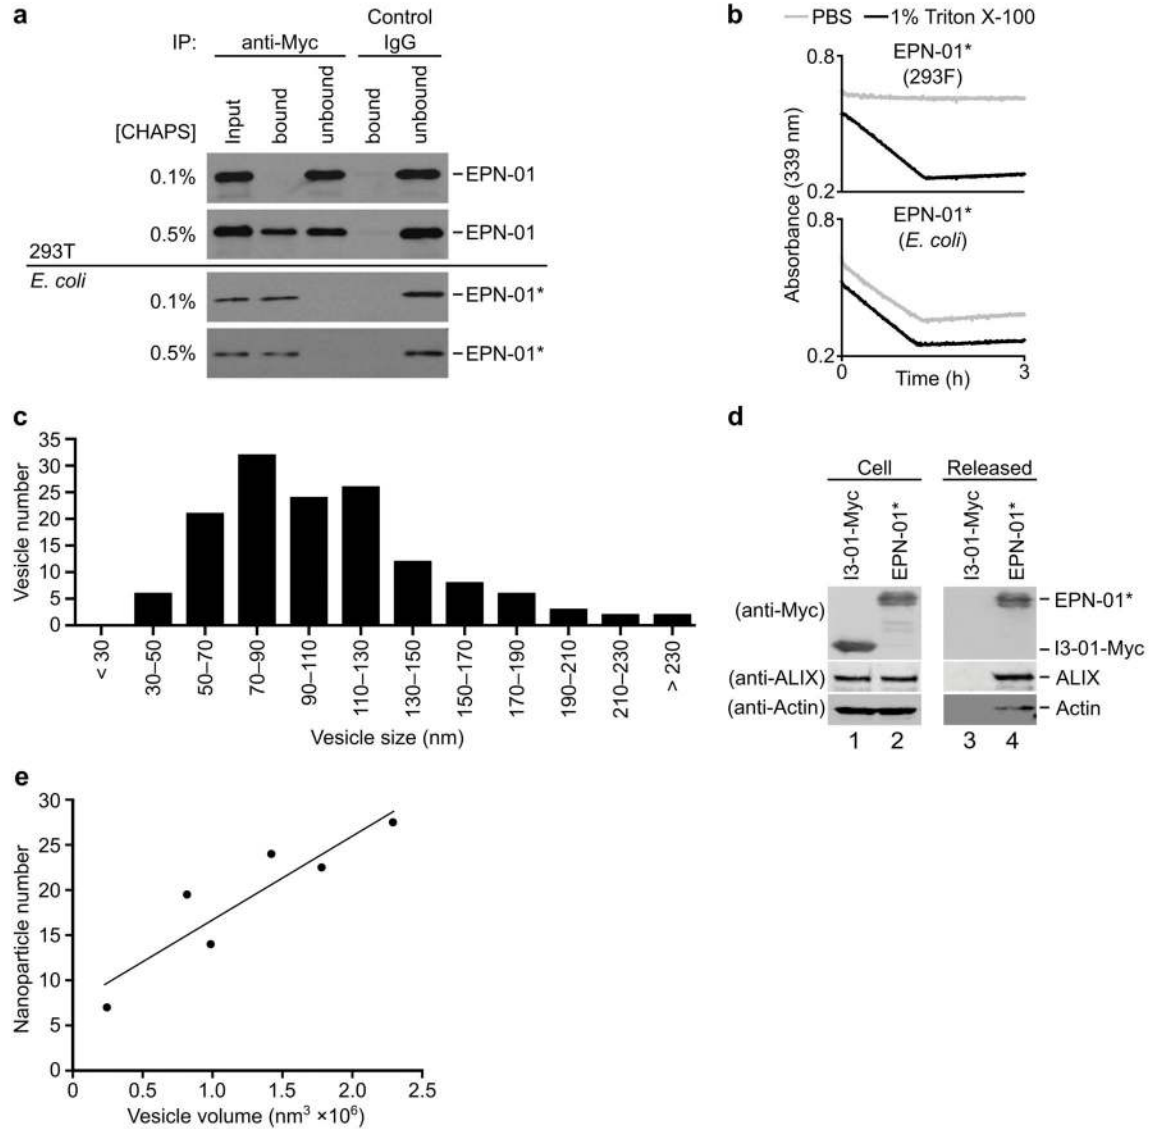 a
IP:
anti-Myc
Control
IgG
Input
bound
unbound
bound
unbound
[CHAPS]
0.1%
EPN-01
0.5%
EPN-01
293T
E. coli
0.1%
EPN-01*
0.5%
EPN-01*
b
PBS
1% Triton X-100
0.8
EPN-01*
(293F)
0.2
0.8
EPN-01*
(E. coli)
0.2
Absorbance (339 nm)
0
3
Time (h)
c
Vesicle number
35
30
25
20
15
10
5
0
< 30
30–50
50–70
70–90
90–110
110–130
130–150
150–170
170–190
190–210
210–230
> 230
Vesicle size (nm)
d
Cell
Released
I3-01-Myc
EPN-01*
I3-01-Myc
EPN-01*
(anti-Myc)
EPN-01*
I3-01-Myc
(anti-ALIX)
ALIX
(anti-Actin)
Actin
1
2
3
4
e
Nanoparticle number
30
25
20
15
10
5
0
0
0.5
1.0
1.5
2.0
2.5
Vesicle volume (nm³ ×10⁶)